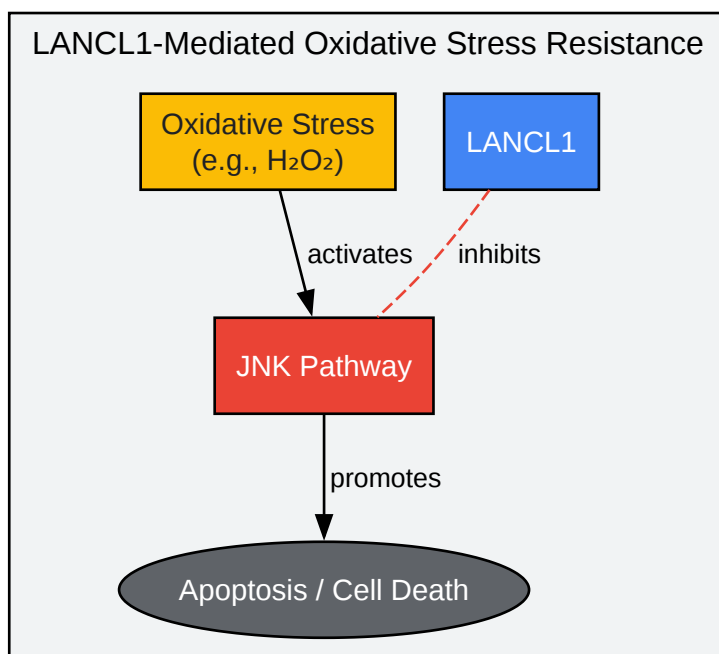 LANCL1-Mediated Oxidative Stress Resistance
Oxidative Stress
(e.g., H₂O₂)
LANCL1
activates
inhibits
JNK Pathway
promotes
Apoptosis / Cell Death